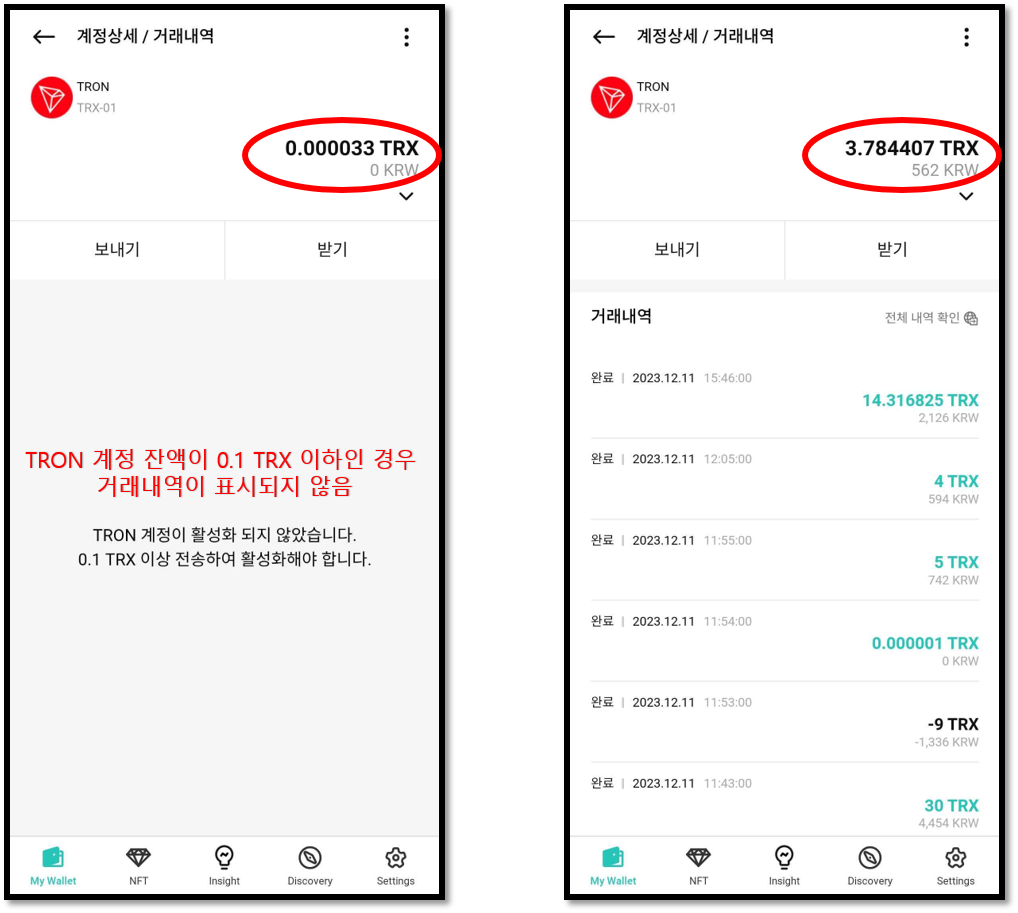 계정상세 / 거래내역
TRON
TRX-01
0.000033 TRX
0 KRW
보내기
받기
TRON 계정 잔액이 0.1 TRX 이하인 경우
거래내역이 표시되지 않음
TRON 계정이 활성화 되지 않았습니다.
0.1 TRX 이상 전송하여 활성화해야 합니다.
My Wallet
NFT
Insight
Discovery
Settings
계정상세 / 거래내역
TRON
TRX-01
3.784407 TRX
562 KRW
보내기
받기
거래내역
전체 내역 확인
완료 | 2023.12.11 15:46:00
14.316825 TRX
2,126 KRW
완료 | 2023.12.11 12:05:00
4 TRX
594 KRW
완료 | 2023.12.11 11:55:00
5 TRX
742 KRW
완료 | 2023.12.11 11:54:00
0.000001 TRX
0 KRW
완료 | 2023.12.11 11:53:00
-9 TRX
-1,336 KRW
완료 | 2023.12.11 11:43:00
30 TRX
4,454 KRW
My Wallet
NFT
Insight
Discovery
Settings